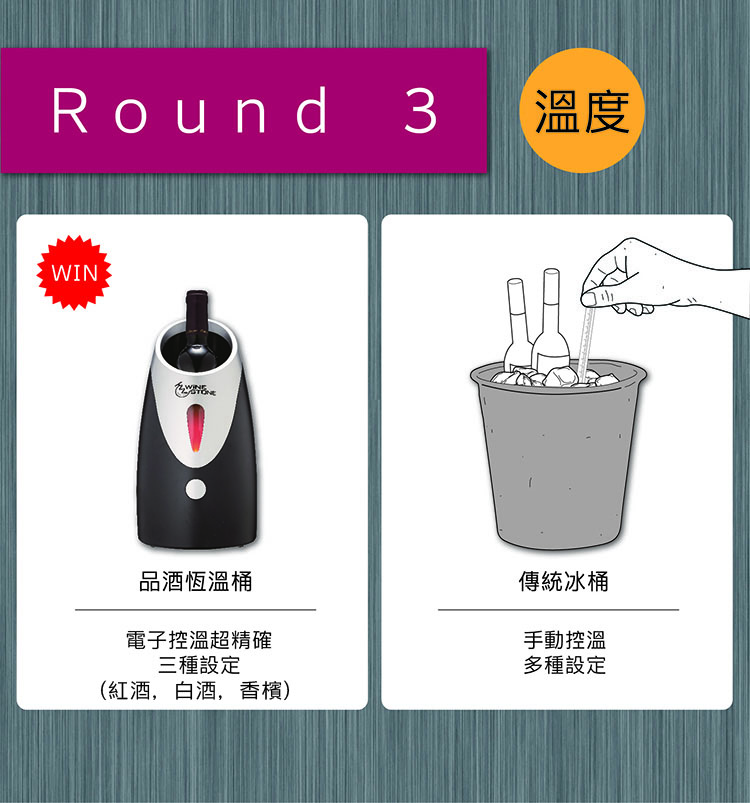 Round 3
溫度
WIN
WINE
STONE
品酒恆溫桶
電子控溫超精確
三種設定
(紅酒, 白酒, 香檳)
傳統冰桶
手動控溫
多種設定